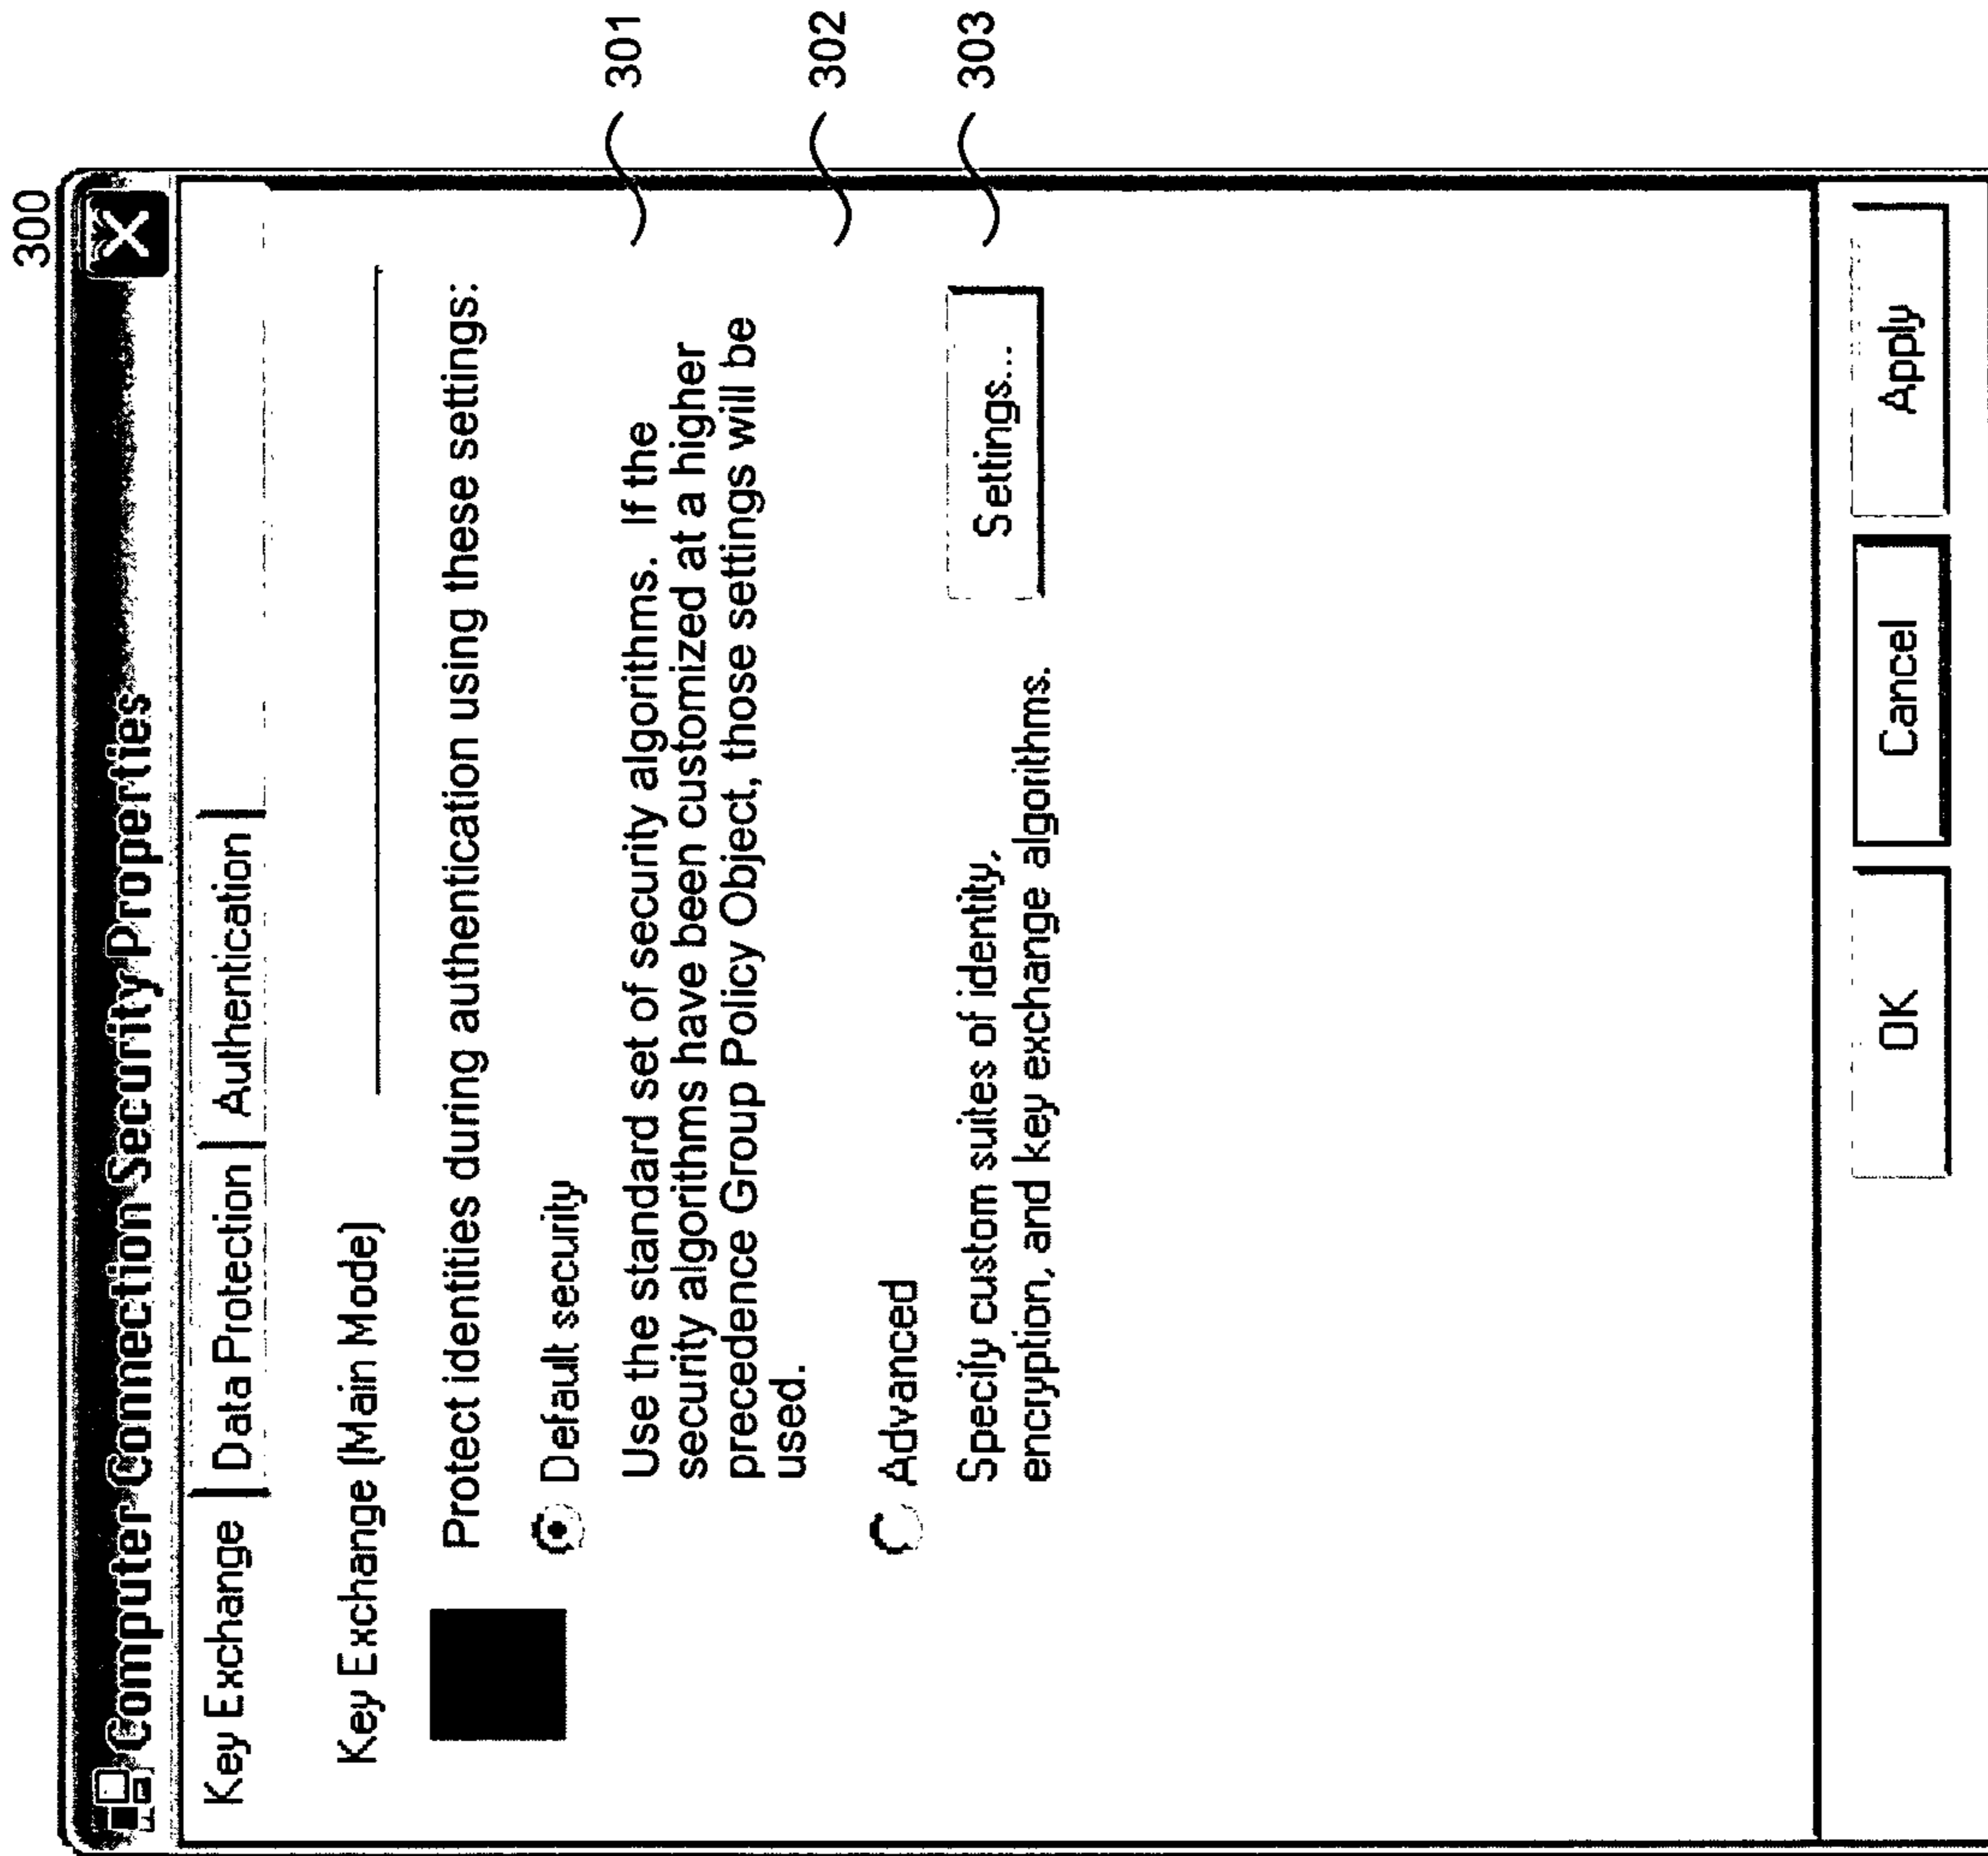 300
Computer Connection Security Properties
Key Exchange Data Protection Authentication
Key Exchange (Main Mode)
Protect identities during authentication using these settings:
Default security
Use the standard set of security algorithms. If the
security algorithms have been customized at a higher
precedence Group Policy Object, those settings will be
used.
301
Advanced
302
Specify custom suites of identity,
encryption, and key exchange algorithms.
Settings...
303
OK Cancel Apply